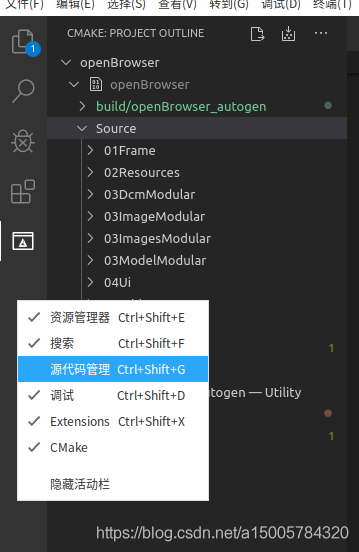 文件(F) 编辑(E) 选择(S) 查看(V) 转到(G) 调试(D) 终端(T)
CMAKE: PROJECT OUTLINE ···
1
openBrowser
openBrowser
build/openBrowser_autogen
Source
01Frame
02Resources
03DcmModular
03ImageModular
03ImagesModular
03ModelModular
04Ui
资源管理器 Ctrl+Shift+E
搜索 Ctrl+Shift+F
1
源代码管理 Ctrl+Shift+G
调试 Ctrl+Shift+D
utogen — Utility
Extensions Ctrl+Shift+X
1
CMake
隐藏活动栏
https://blog.csdn.net/a15005784320